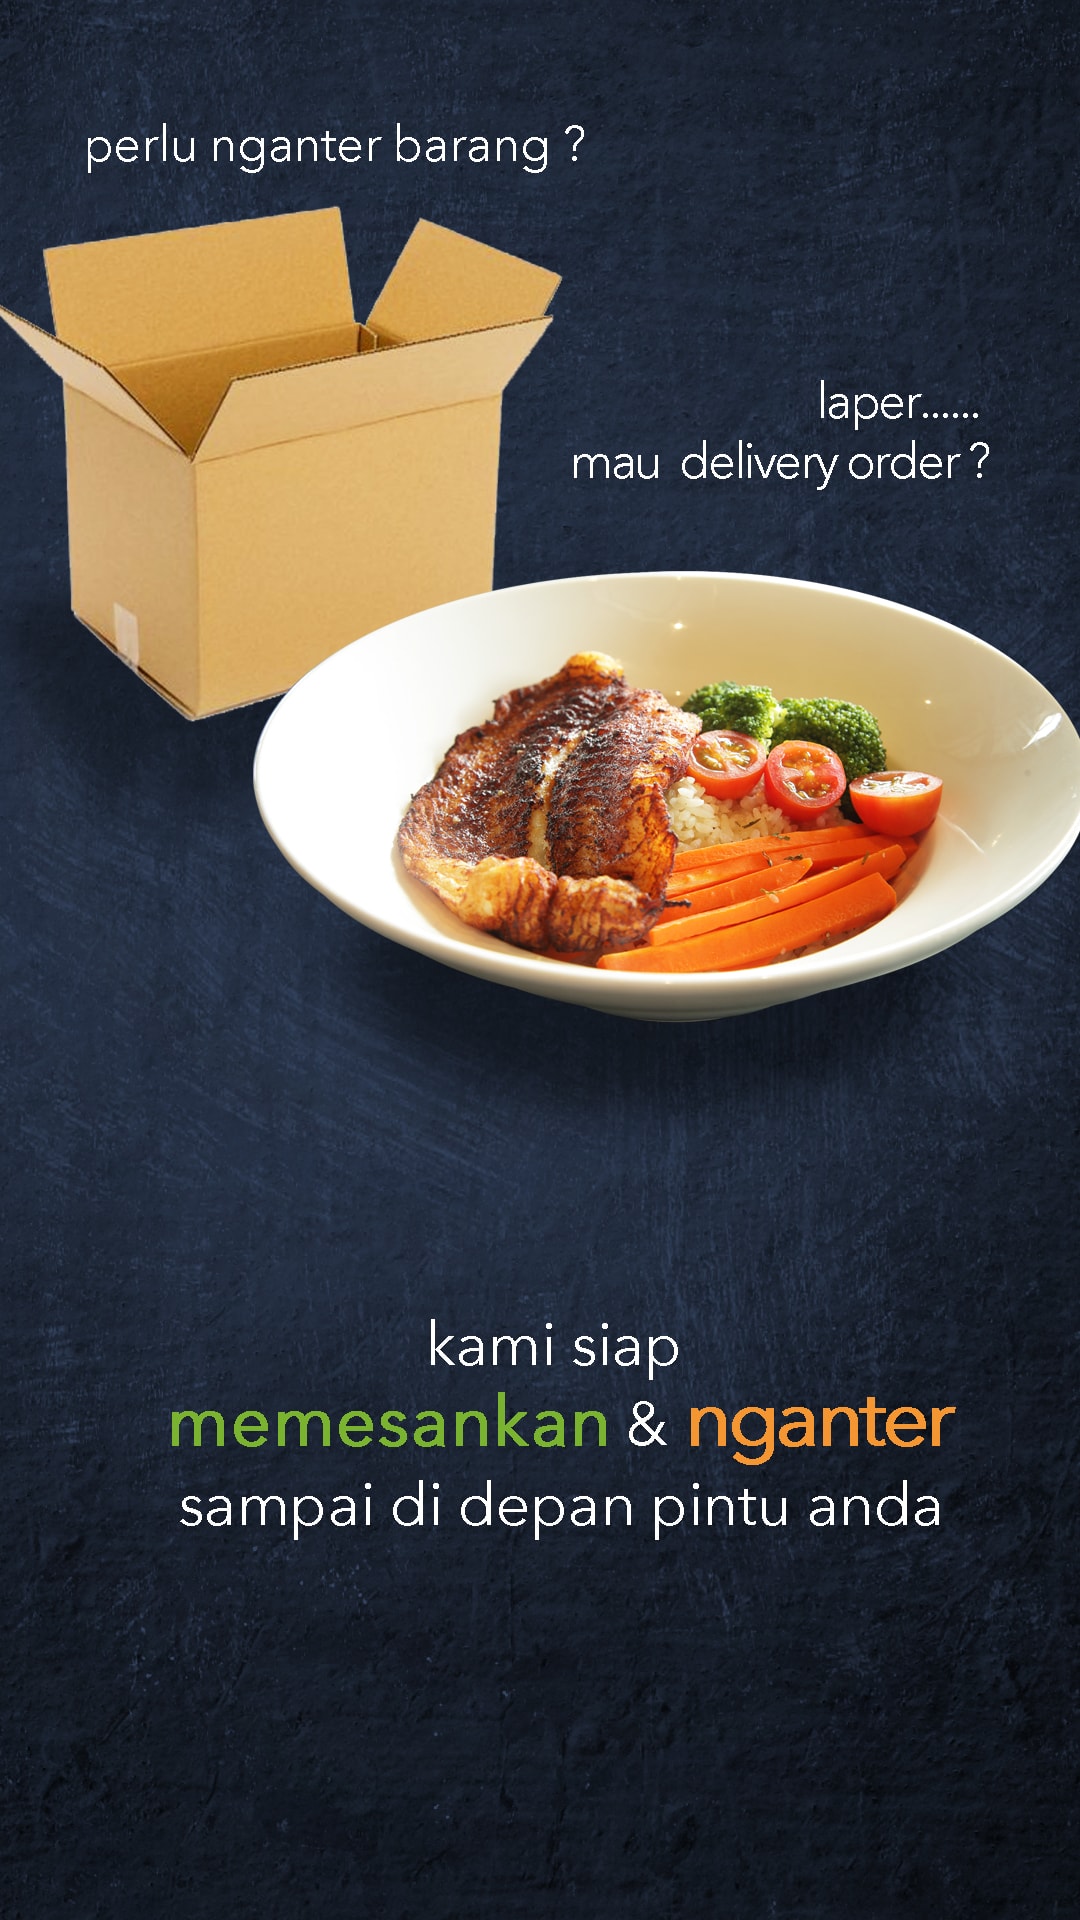 perlu nganter barang ?
laper......
mau delivery order ?
kami siap
memesankan & nganter
sampai di depan pintu anda